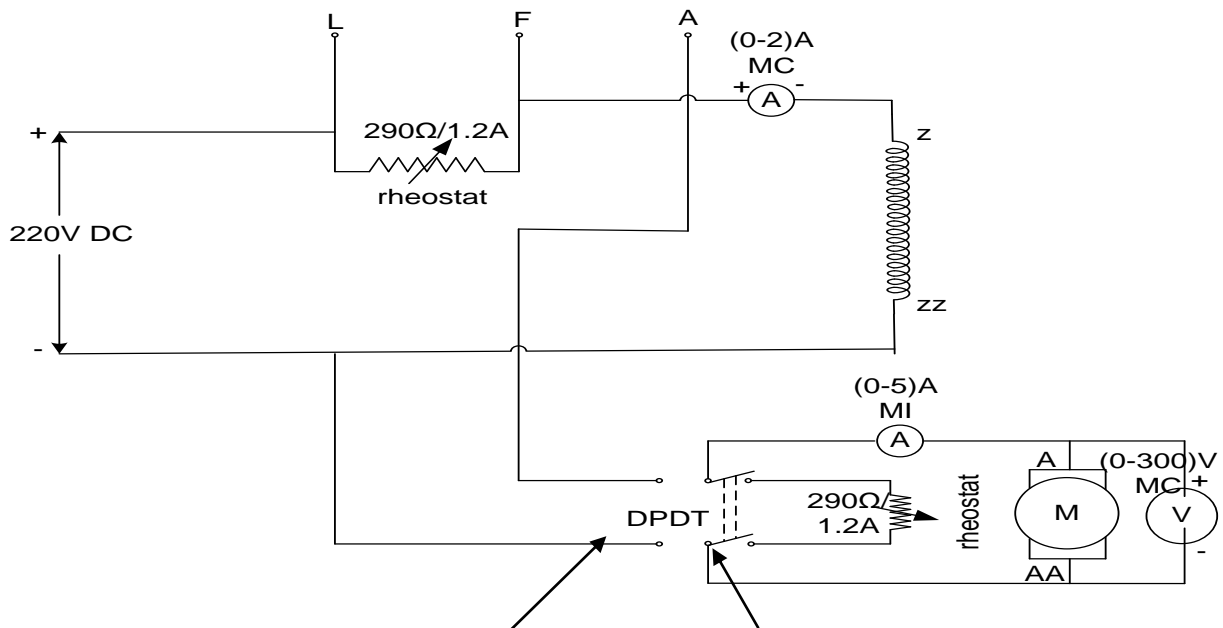 L F A
(0-2)A
MC
+ -
A
+
290Ω/1.2A
rheostat
z
220V DC
zz
-
(0-5)A
MI
A
A
(0-300)V
MC +
290Ω/
1.2A
rheostat
DPDT
M
V
-
AA